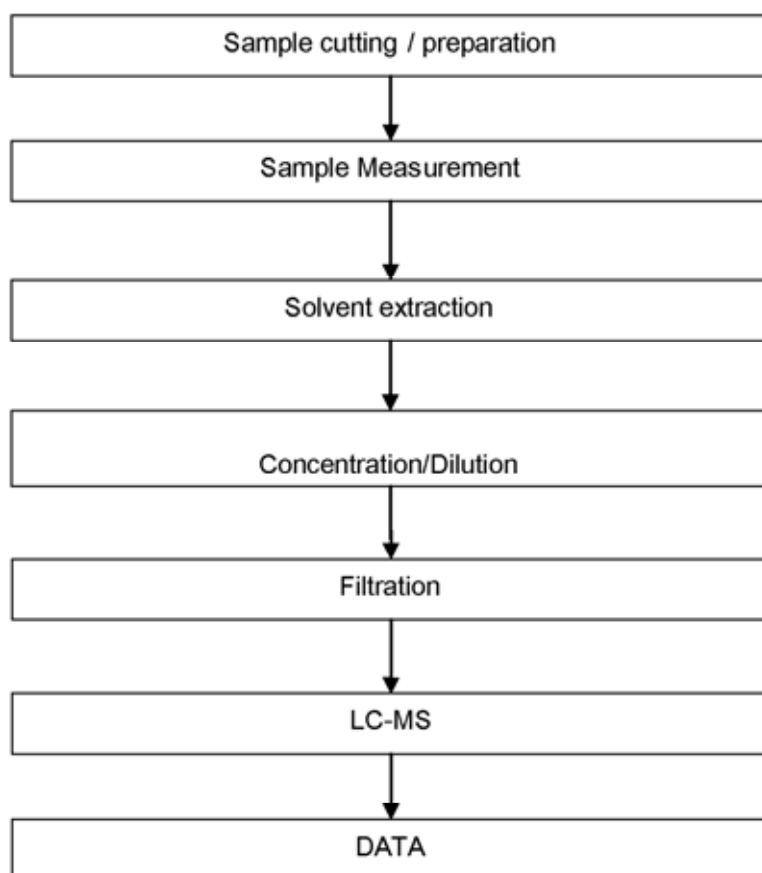 Sample cutting / preparation
Sample Measurement
Solvent extraction
Concentration/Dilution
Filtration
LC-MS
DATA